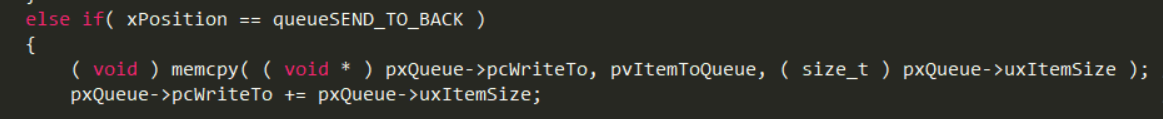 else if( xPosition == queueSEND_TO_BACK )
{
( void ) memcpy( ( void * ) pxQueue->pcWriteTo, pvItemToQueue, ( size_t ) pxQueue->uxItemSize );
pxQueue->pcWriteTo += pxQueue->uxItemSize;